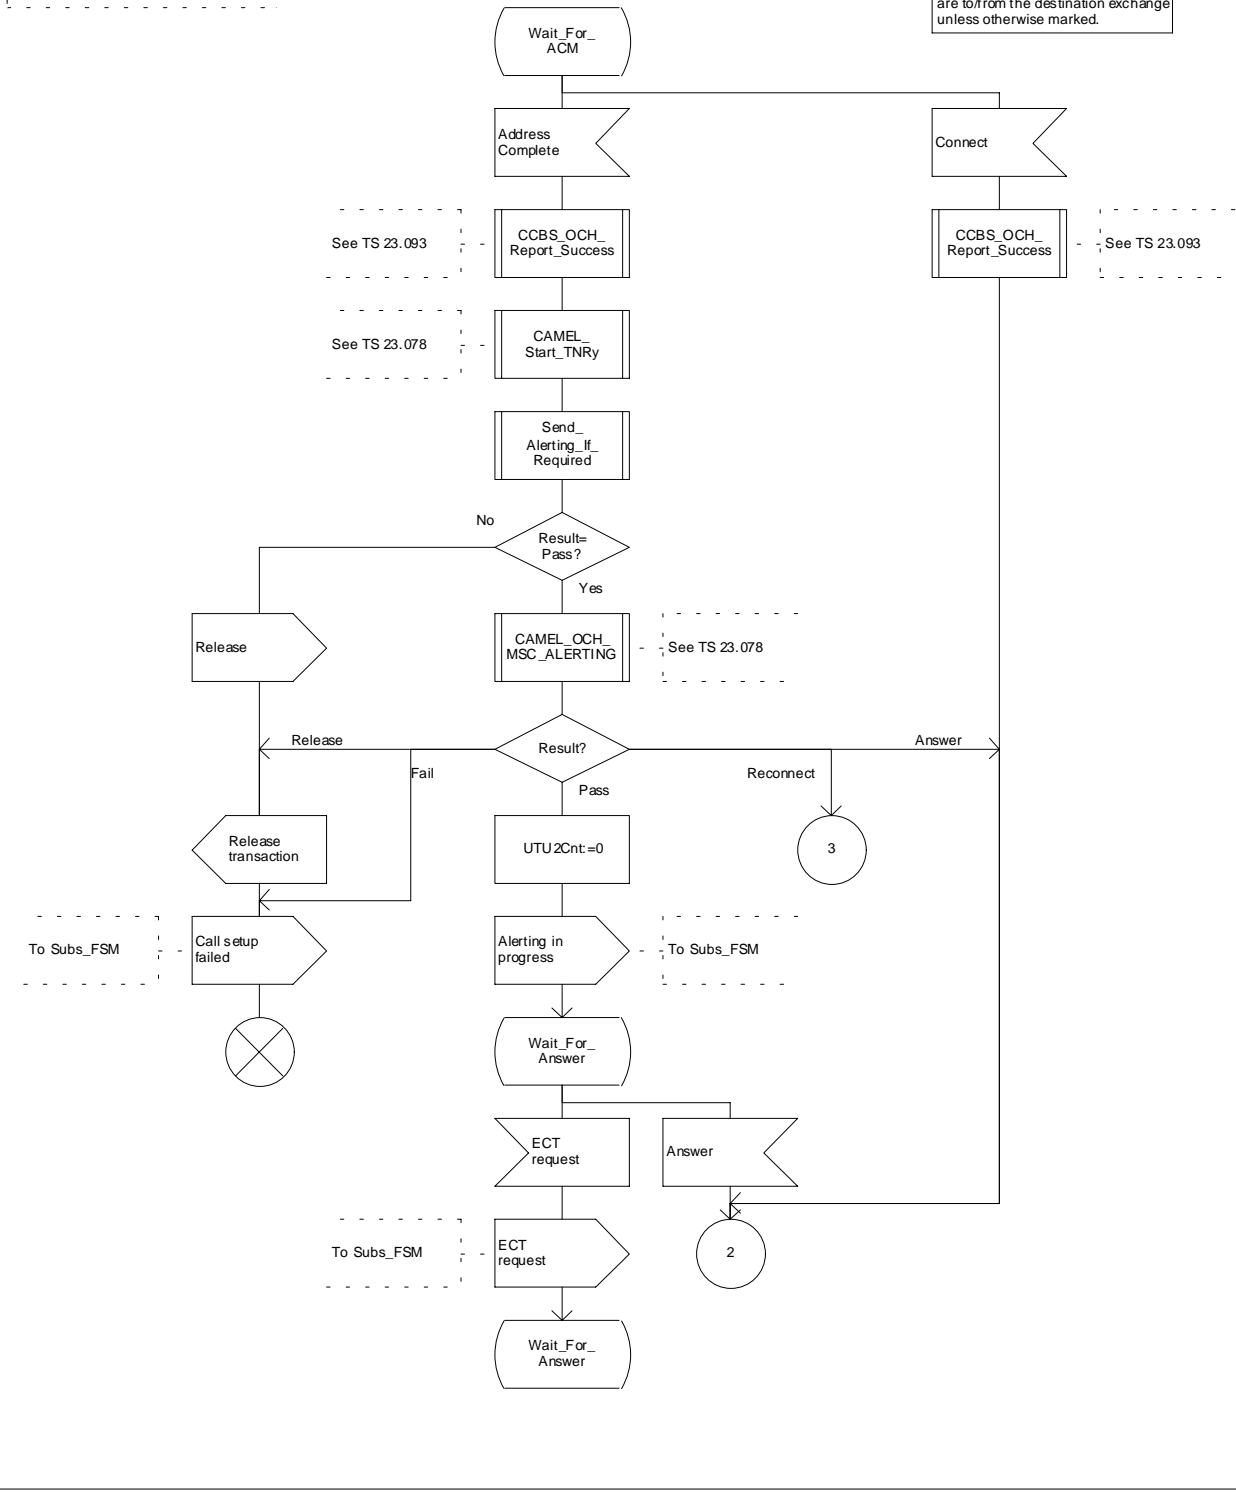 are to/from the destination exchange
unless otherwise marked.
Wait_For_
ACM
Address
Complete
Connect
See TS 23.093
CCBS_OCH_
Report_Success
CCBS_OCH_
Report_Success
See TS 23.093
See TS 23.078
CAMEL_
Start_TNRy
Send_
Alerting_If_
Required
No
Result=
Pass?
Yes
Release
CAMEL_OCH_
MSC_ALERTING
See TS 23.078
Release
Result?
Answer
Fail
Reconnect
Pass
Release
transaction
UTU2Cnt:=0
3
To Subs_FSM
Call setup
failed
Alerting in
progress
To Subs_FSM
Wait_For_
Answer
ECT
request
Answer
To Subs_FSM
ECT
request
2
Wait_For_
Answer